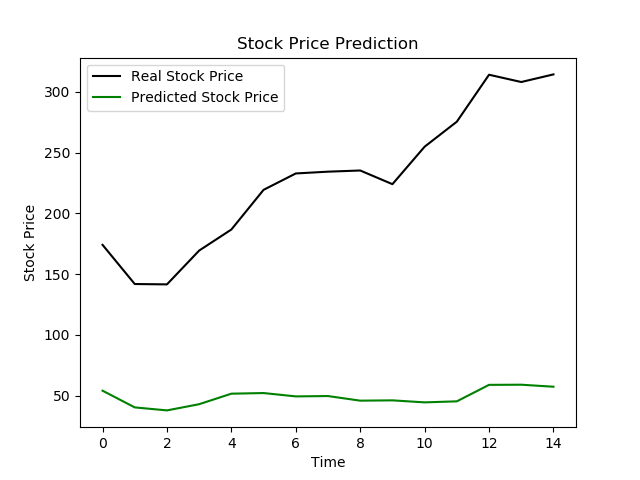 Stock Price Prediction
Real Stock Price
Predicted Stock Price
Stock Price
300
250
200
150
100
50
0 2 4 6 8 10 12 14
Time